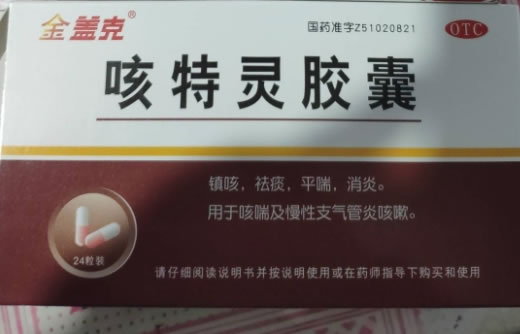 金盖克®
国药准字Z51020821
OTC
咳特灵胶囊
镇咳，祛痰，平喘，消炎。
用于咳喘及慢性支气管炎咳嗽。
24粒装
请仔细阅读说明书并按说明使用或在药师指导下购买和使用